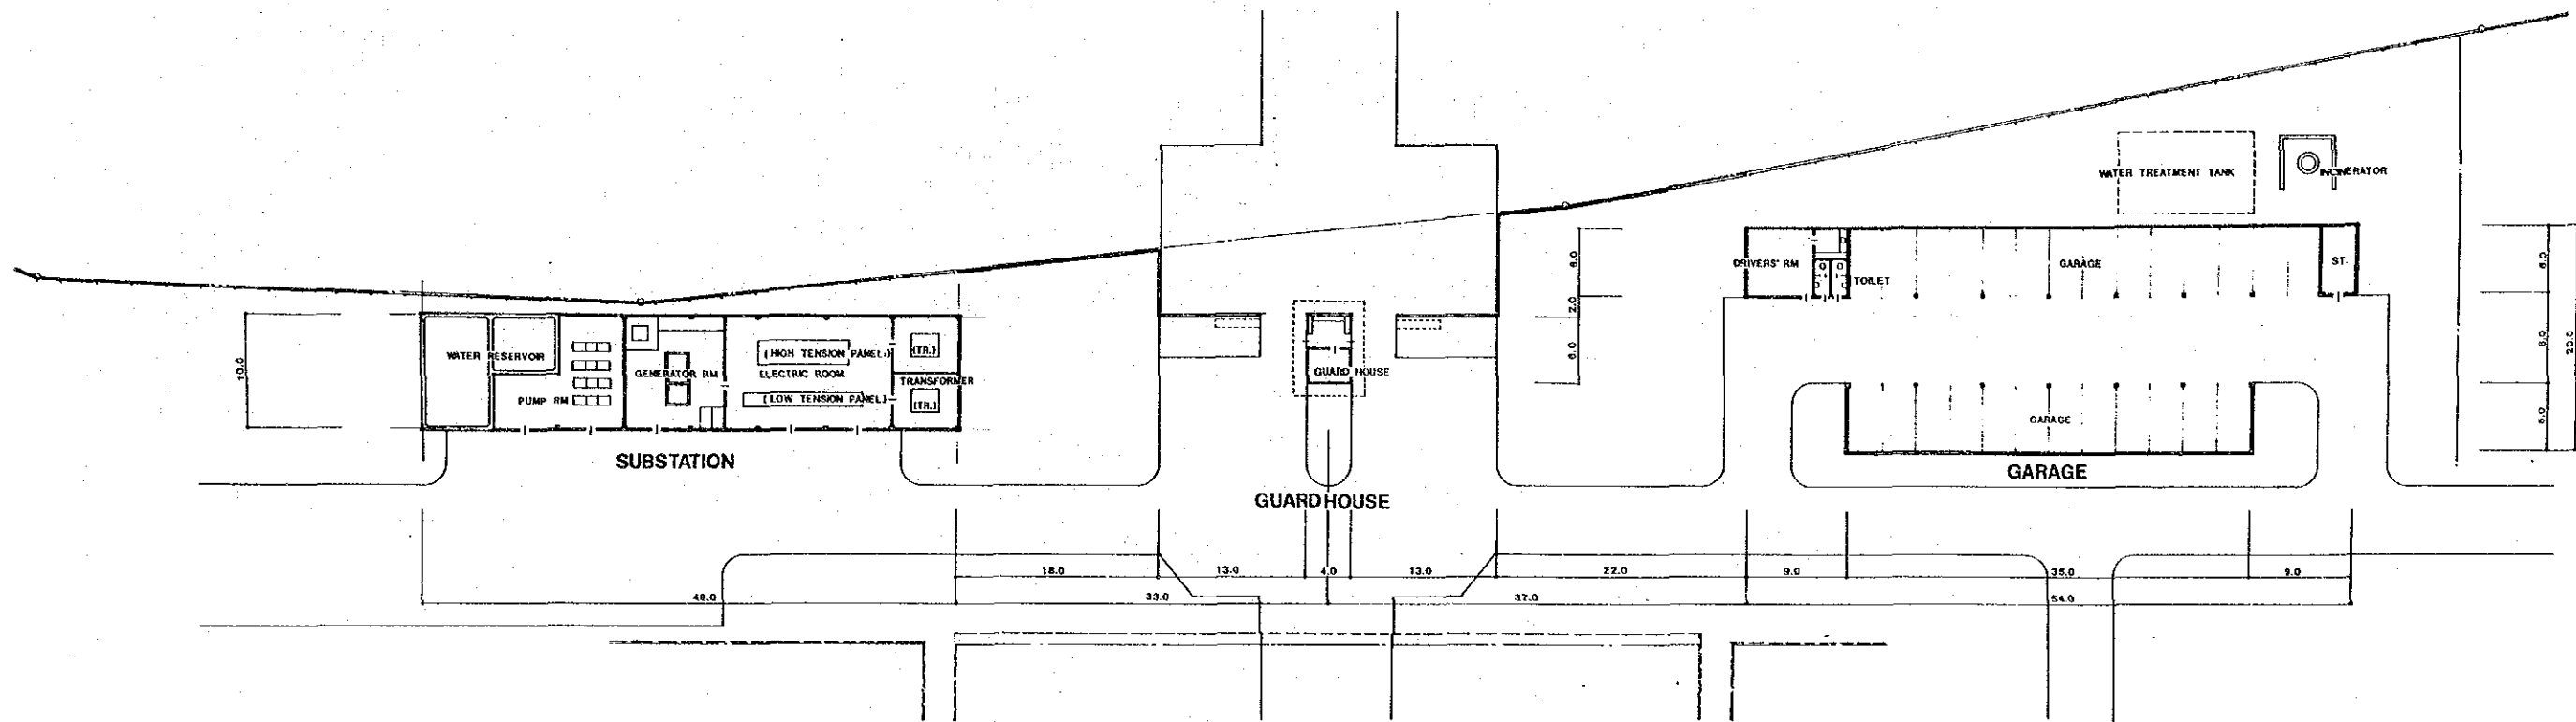 WATER TREATMENT TANK
INCINERATOR
DRIVERS' RM
GARAGE
ST.
TOILET
6.0
2.0
6.0
6.0
8.0
6.0
20.0
10.0
WATER RESERVOIR
PUMP RM
GENERATOR RM
(HIGH TENSION PANEL)
ELECTRIC ROOM
(LOW TENSION PANEL)
(TR.)
TRANSFORMER
(TR.)
GUARD HOUSE
GARAGE
SUBSTATION
GUARD HOUSE
GARAGE
18.0
13.0
4.0
13.0
22.0
9.0
36.0
9.0
48.0
33.0
37.0
54.0